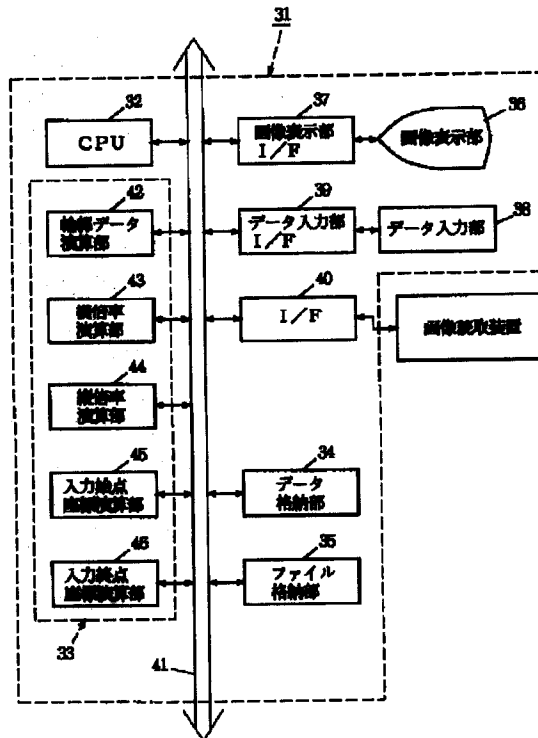 31
32
37
36
CPU
画像表示部
I/F
画像表示部
42
39
38
輪郭データ
演算部
データ入力部
I/F
データ入力部
43
40
横倍率
演算部
I/F
画像読取装置
44
縦倍率
演算部
45
34
入力始点
座標演算部
データ
格納部
46
35
入力終点
座標演算部
ファイル
格納部
33
41